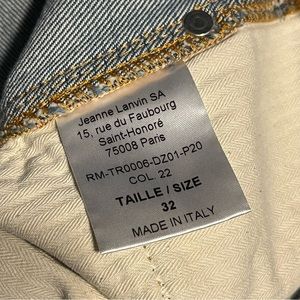 Jeanne Lanvin SA
15, rue du Faubourg
Saint-Honoré
75008 Paris
RM-TR0006-DZ01-P20
COL. 22
TAILLE / SIZE
32
MADE IN ITALY